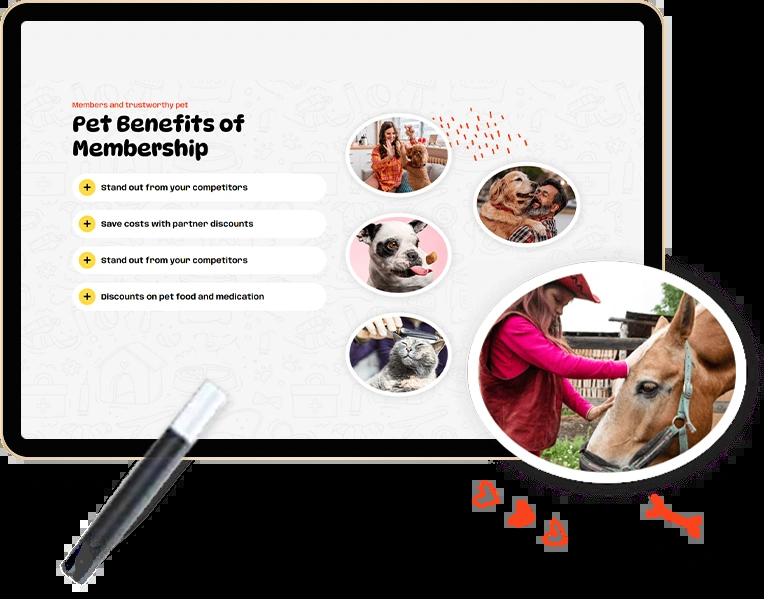 Members and trustworthy pet
Pet Benefits of
Membership
Stand out from your competitors
Save costs with partner discounts
Stand out from your competitors
Discounts on pet food and medication